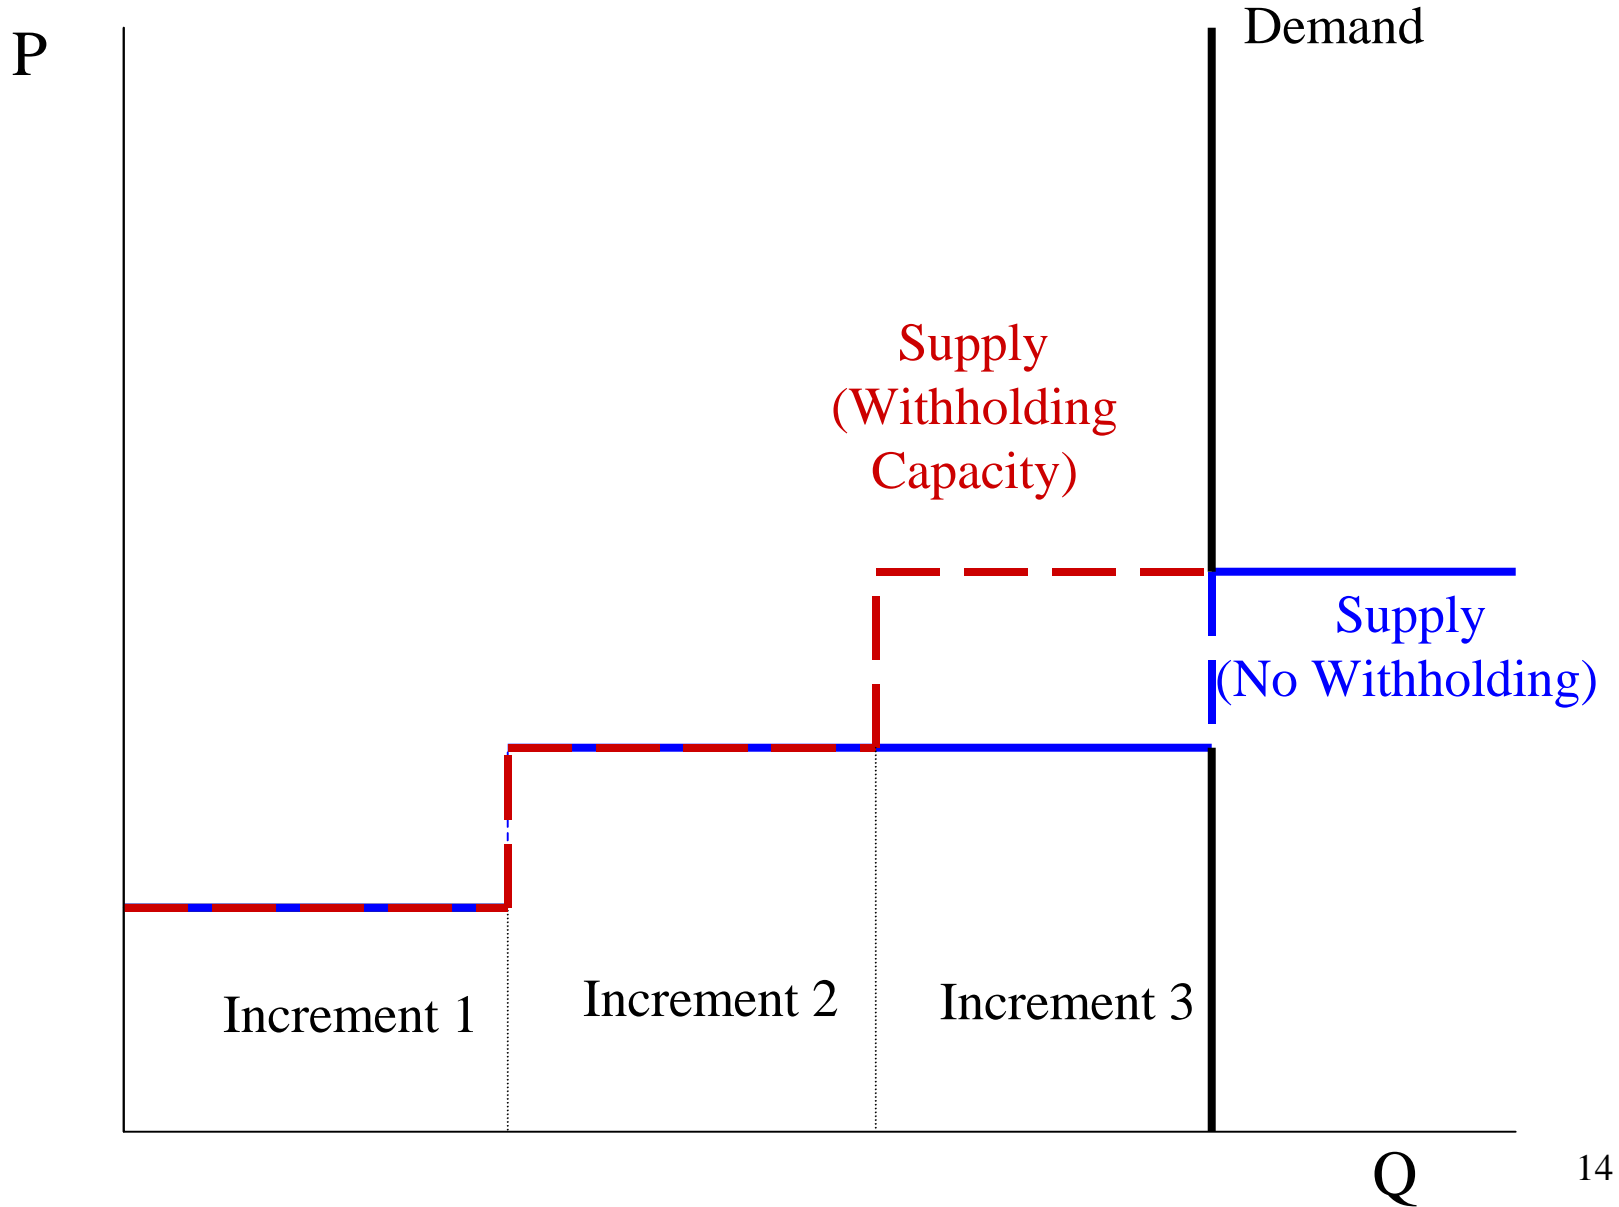 Demand
P
Supply
(Withholding
Capacity)
Supply
(No Withholding)
Increment 1
Increment 2
Increment 3
Q
14